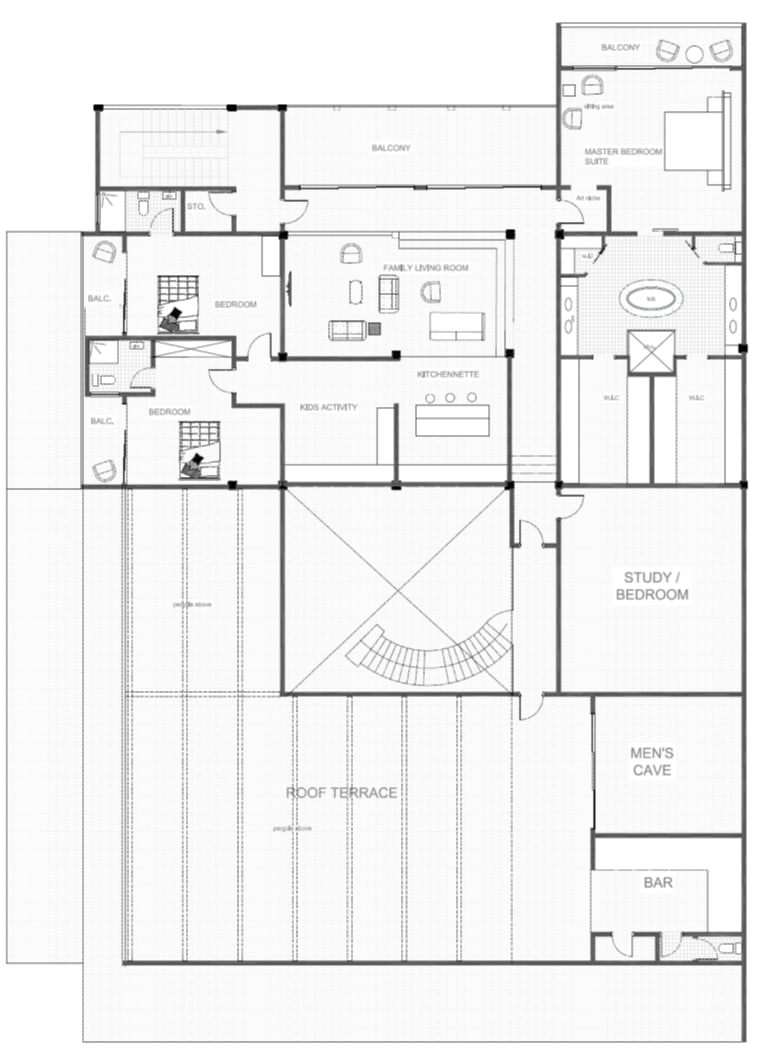 BALCONY
sitting area
BALCONY
MASTER BEDROOM
SUITE
Art niche
STO.
FAMILY LIVING ROOM
BALC.
BEDROOM
KITCHENNETTE
W.I.C
W.I.C
KIDS ACTIVITY
BEDROOM
BALC.
STUDY /
BEDROOM
pergola above
MEN'S
CAVE
ROOF TERRACE
pergola above
BAR